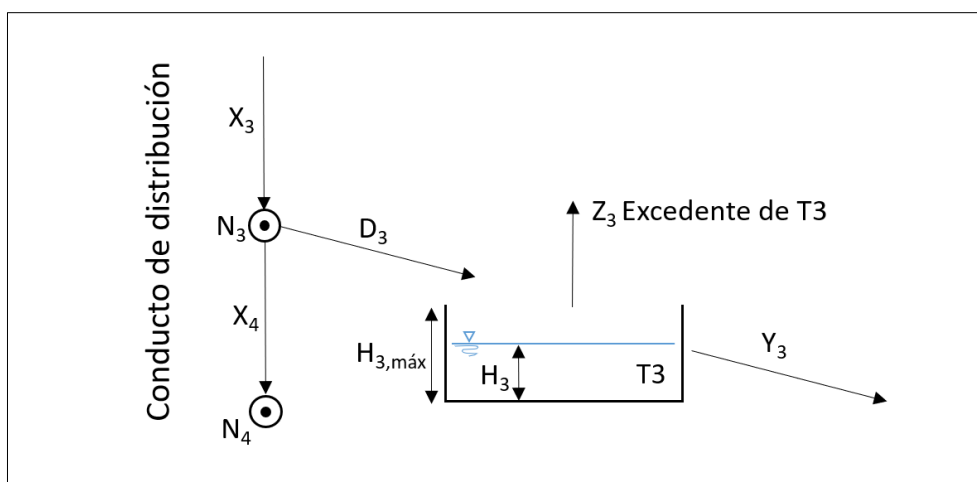 Conducto de distribución
X₃
N₃
D₃
Z₃ Excedente de T3
X₄
H₃,máx
H₃
T3
Y₃
N₄